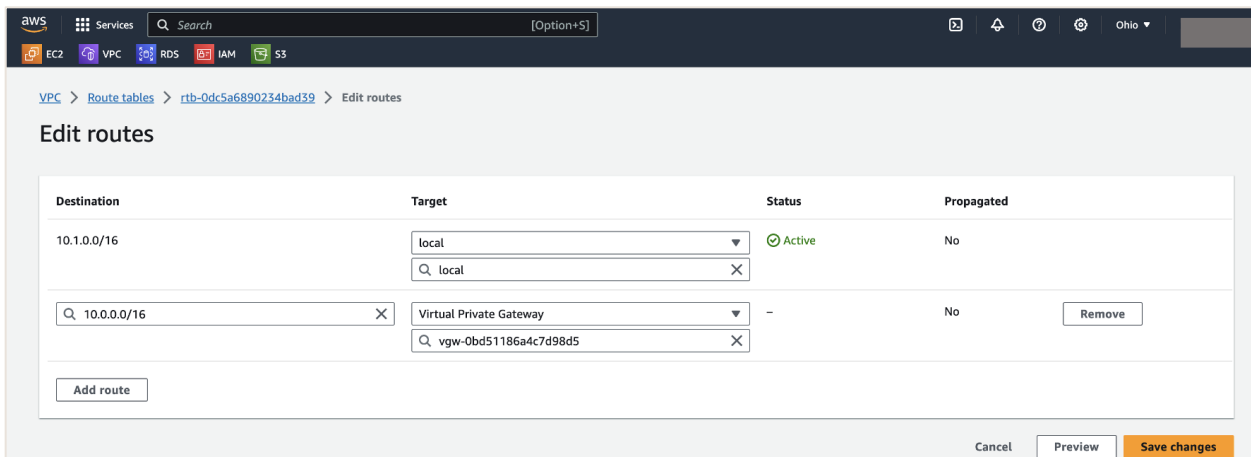 aws Services Search [Option+S] Ohio
EC2 VPC RDS IAM S3
VPC > Route tables > rtb-0dc5a6890234bad39 > Edit routes
Edit routes
Destination Target Status Propagated
10.1.0.0/16 local Active No
local
10.0.0.0/16 Virtual Private Gateway – No Remove
vgw-0bd51186a4c7d98d5
Add route
Cancel Preview Save changes